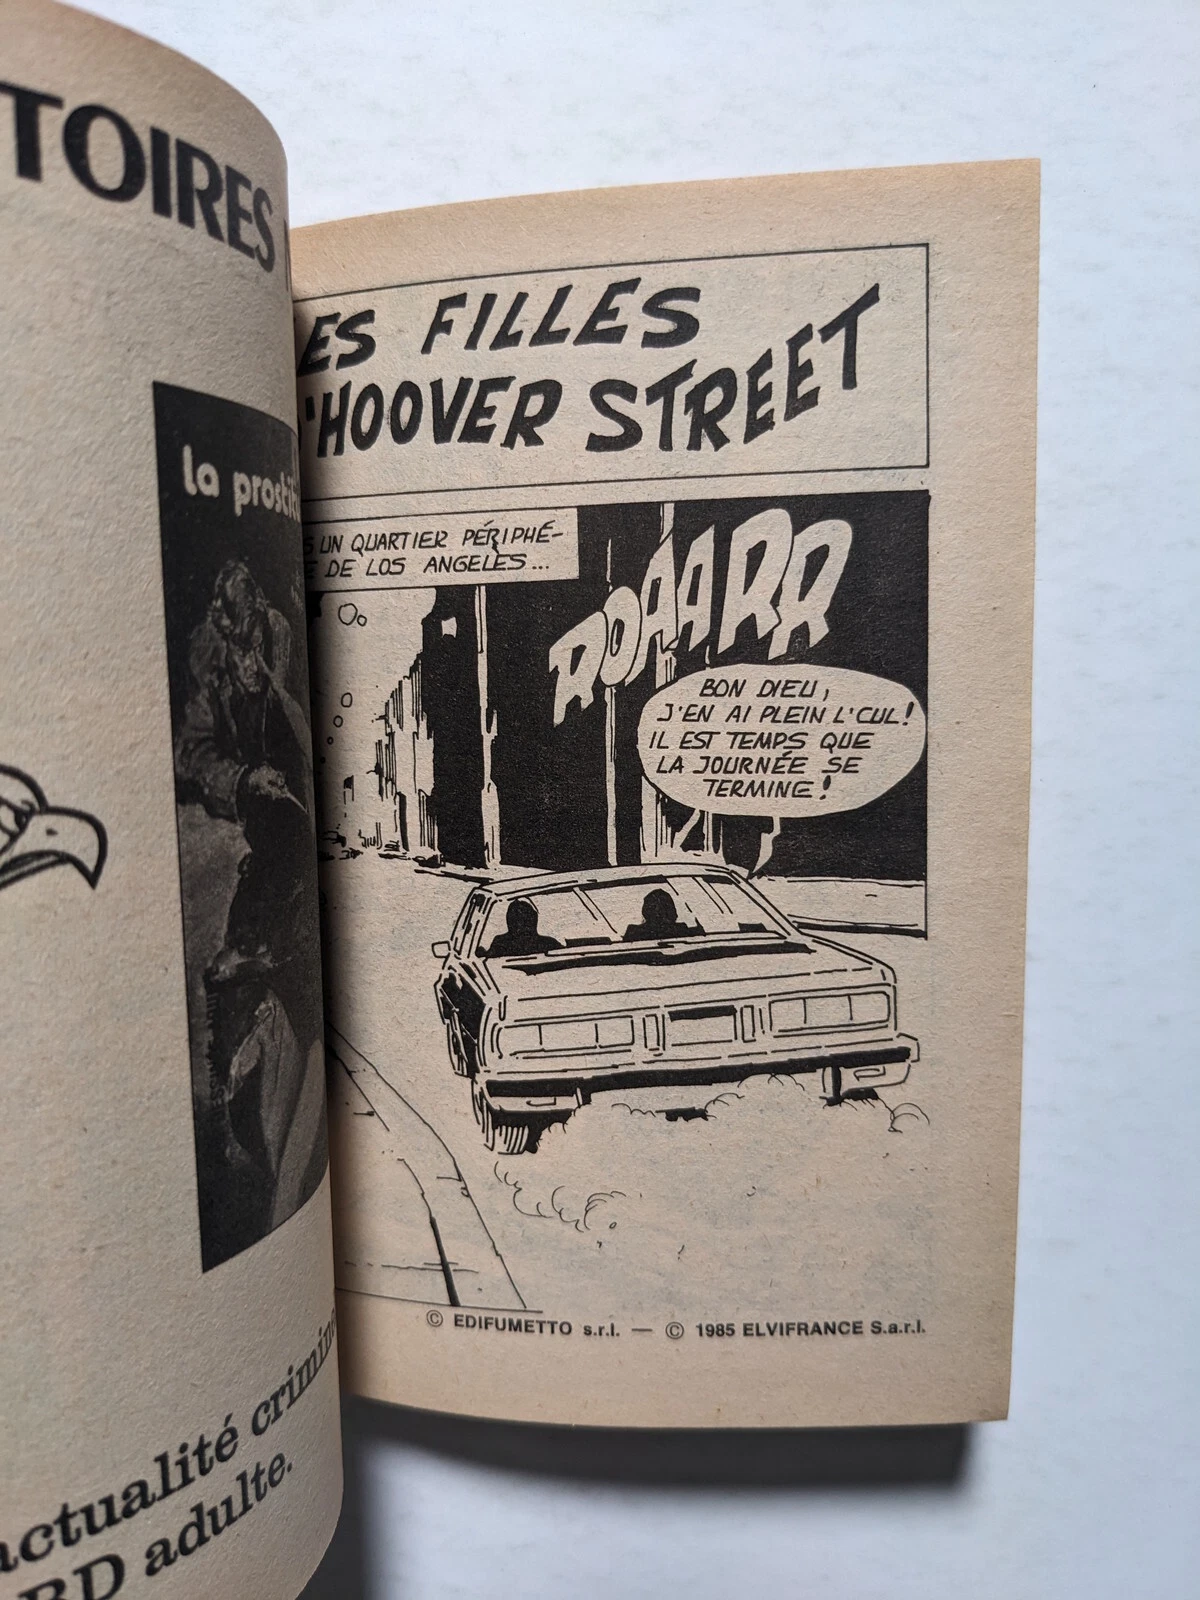 TOIRES
la prosti
actualité crimine
BD adulte.
ES FILLES
'HOOVER STREET
S UN QUARTIER PÉRIPHÉ-
E DE LOS ANGELES...
ROAARR
BON DIEU,
J'EN AI PLEIN L'CUL!
IL EST TEMPS QUE
LA JOURNÉE SE
TERMINE!
© EDIFUMETTO s.r.l. — © 1985 ELVIFRANCE S.a.r.l.